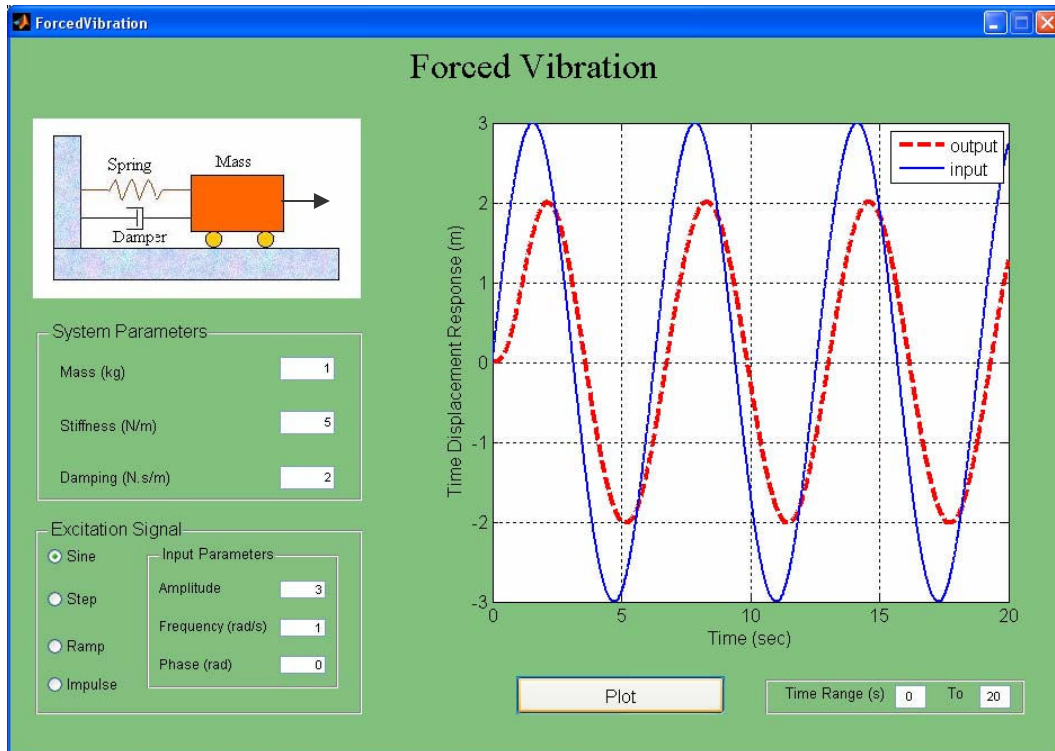 ForcedVibration
Forced Vibration
Spring
Mass
Damper
System Parameters
Mass (kg)
1
Stiffness (N/m)
5
Damping (N.s/m)
2
Excitation Signal
Sine
Step
Ramp
Impulse
Input Parameters
Amplitude
3
Frequency (rad/s)
1
Phase (rad)
0
output
input
Time Displacement Response (m)
3
2
1
0
-1
-2
-3
0 5 10 15 20
Time (sec)
Plot
Time Range (s) 0 To 20